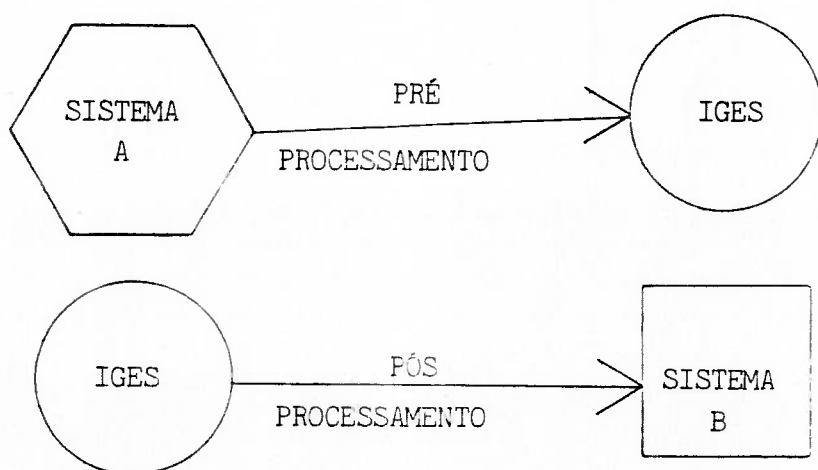 SISTEMA
A
PRÉ
PROCESSAMENTO
IGES
IGES
PÓS
PROCESSAMENTO
SISTEMA
B